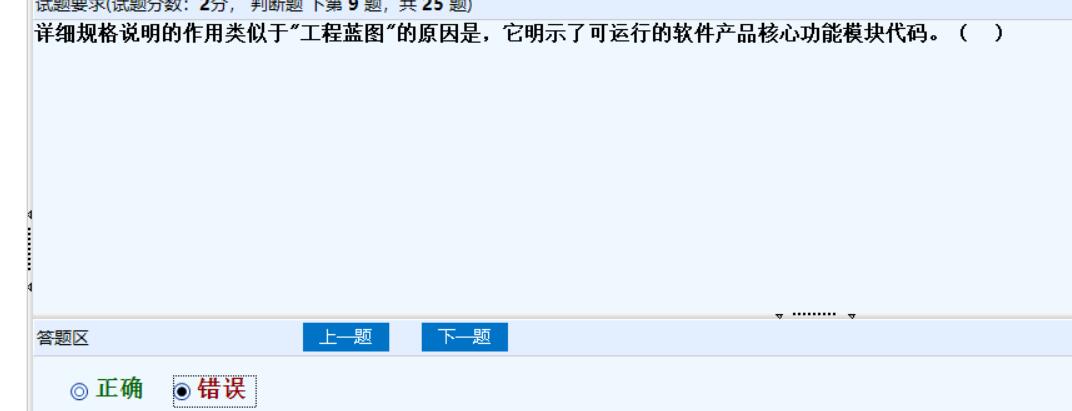 试题要求(试题分数：2分， 判断题 下第 9 题，共 25 题)
详细规格说明的作用类似于"工程蓝图"的原因是，它明示了可运行的软件产品核心功能模块代码。（ ）
答题区 上一题 下一题
正确 错误